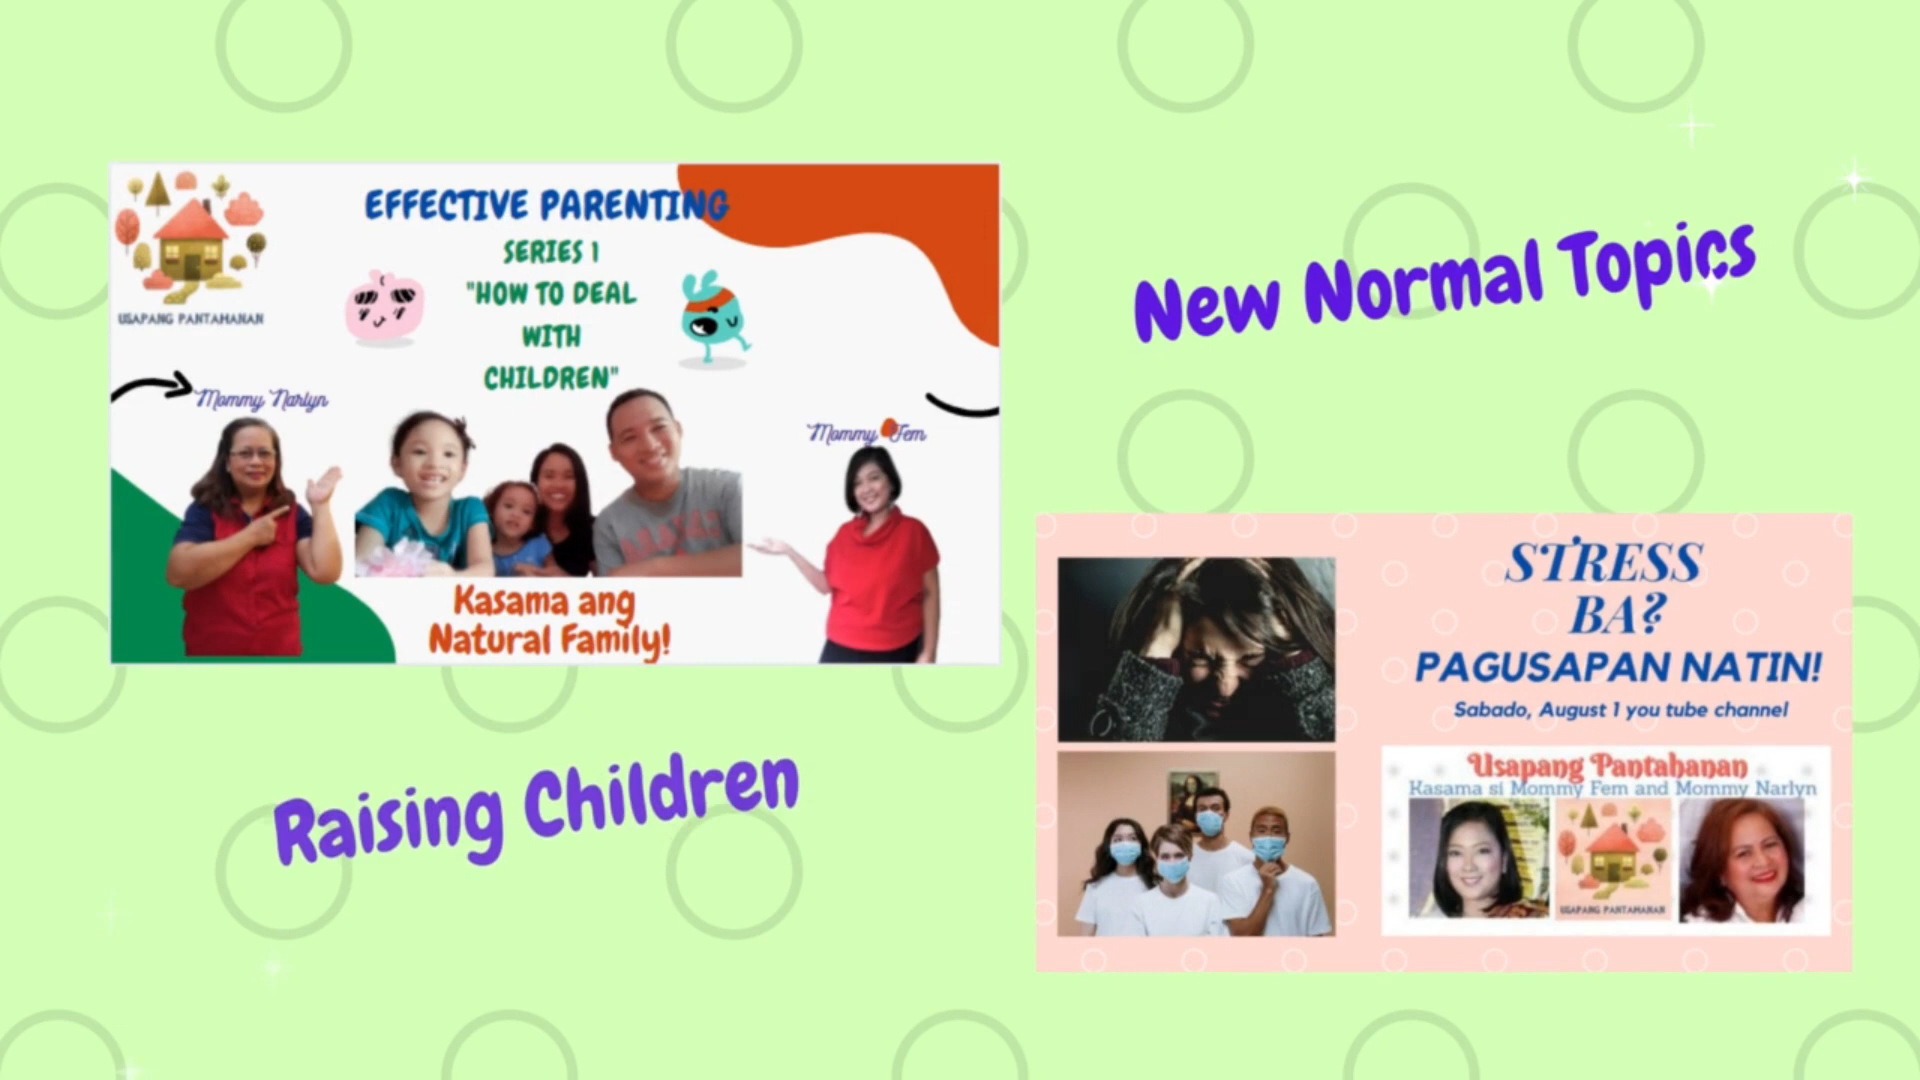 EFFECTIVE PARENTING
SERIES 1
"HOW TO DEAL
WITH
CHILDREN"
USAPANG PANTAHANAN
Mommy Narlyn
Mommy Fem
Kasama ang
Natural Family!
Raising Children
New Normal Topics
STRESS
BA?
PAGUSAPAN NATIN!
Sabado, August 1 you tube channel
Usapang Pantahanan
Kasama si Mommy Fem and Mommy Narlyn
USAPANG PANTAHANAN